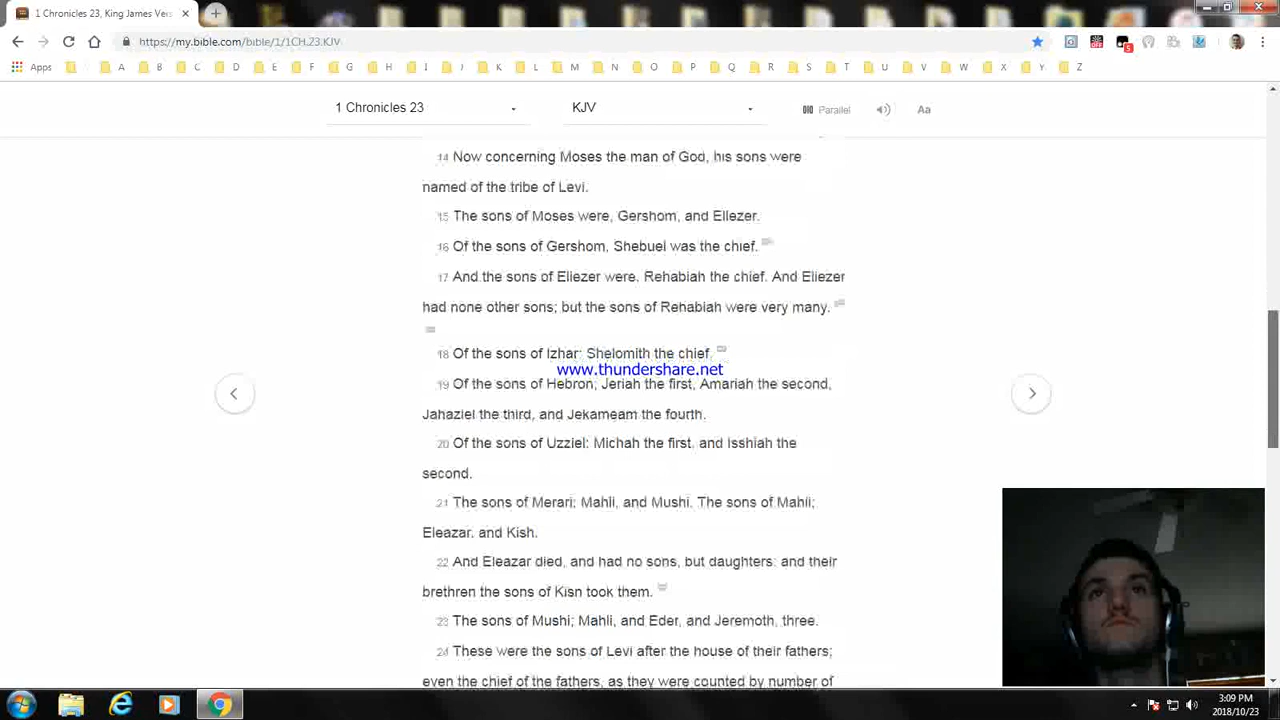 1 Chronicles 23, King James Vers
https://my.bible.com/bible/1/1CH.23.KJV
Apps A B C D E F G H I J K L M N O P Q R S T U V W X Y Z
1 Chronicles 23 KJV Parallel Aa
14 Now concerning Moses the man of God, his sons were
named of the tribe of Levi.
15 The sons of Moses were, Gershom, and Eliezer.
16 Of the sons of Gershom, Shebuel was the chief.
17 And the sons of Eliezer were, Rehabiah the chief. And Eliezer
had none other sons; but the sons of Rehabiah were very many.
18 Of the sons of Izhar; Shelomith the chief.
www.thundershare.net
19 Of the sons of Hebron; Jeriah the first, Amariah the second,
Jahaziel the third, and Jekameam the fourth.
20 Of the sons of Uzziel; Michah the first, and Isshiah the
second.
21 The sons of Merari; Mahli, and Mushi. The sons of Mahli;
Eleazar, and Kish.
22 And Eleazar died, and had no sons, but daughters: and their
brethren the sons of Kish took them.
23 The sons of Mushi; Mahli, and Eder, and Jeremoth, three.
24 These were the sons of Levi after the house of their fathers;
even the chief of the fathers, as they were counted by number of
3:09 PM
2018/10/23